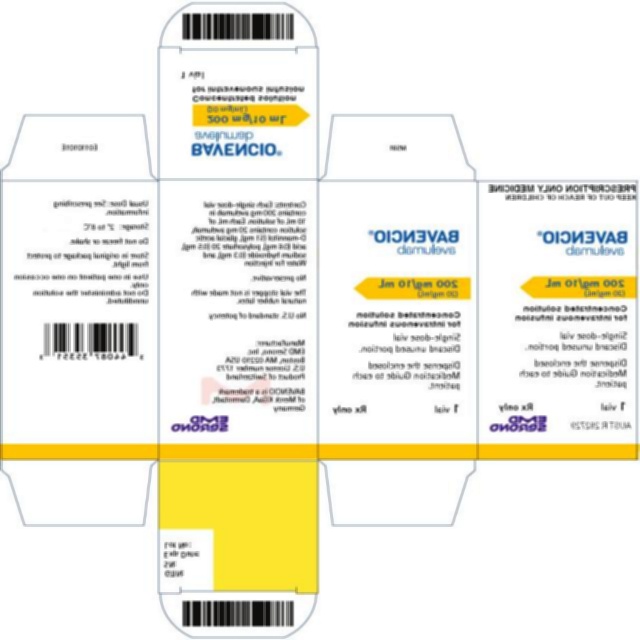 1 vial
for intravenous infusion
Concentrated solution
(20 mg/mL)
200 mg/10 mL
avelumab
BAVENCIO®
Usual Dose: See prescribing
information.
Storage: 2° to 8°C
Do not freeze or shake.
Store in original package to protect
from light.
Use in one patient on one occasion
only.
Do not administer the solution
undiluted.
44087 35351
Contents: Each single-dose vial
contains 200 mg avelumab in
10 mL of solution. Each mL of
solution contains 20 mg avelumab,
D-mannitol (51 mg), glacial acetic
acid (0.6 mg), polysorbate 20 (0.5 mg),
sodium hydroxide (0.3 mg), and
Water for Injection
No preservative.
The vial stopper is not made with
natural rubber latex.
No U.S. standard of potency
Manufacturer:
EMD Serono, Inc.
Boston, MA 02210 USA
U.S. License number: 1773
Product of Switzerland
BAVENCIO is a trademark
of Merck KGaA, Darmstadt,
Germany
EMD
SERONO
BAVENCIO®
avelumab
200 mg/10 mL
(20 mg/mL)
Concentrated solution
for intravenous infusion
Single-dose vial
Discard unused portion.
Dispense the enclosed
Medication Guide to each
patient.
1 vial Rx only
PRESCRIPTION ONLY MEDICINE
KEEP OUT OF REACH OF CHILDREN
BAVENCIO®
avelumab
200 mg/10 mL
(20 mg/mL)
Concentrated solution
for intravenous infusion
Single-dose vial
Discard unused portion.
Dispense the enclosed
Medication Guide to each
patient.
1 vial Rx only
EMD
SERONO
AUST R 282729
Lot No.:
Exp Date:
SN:
GTIN: